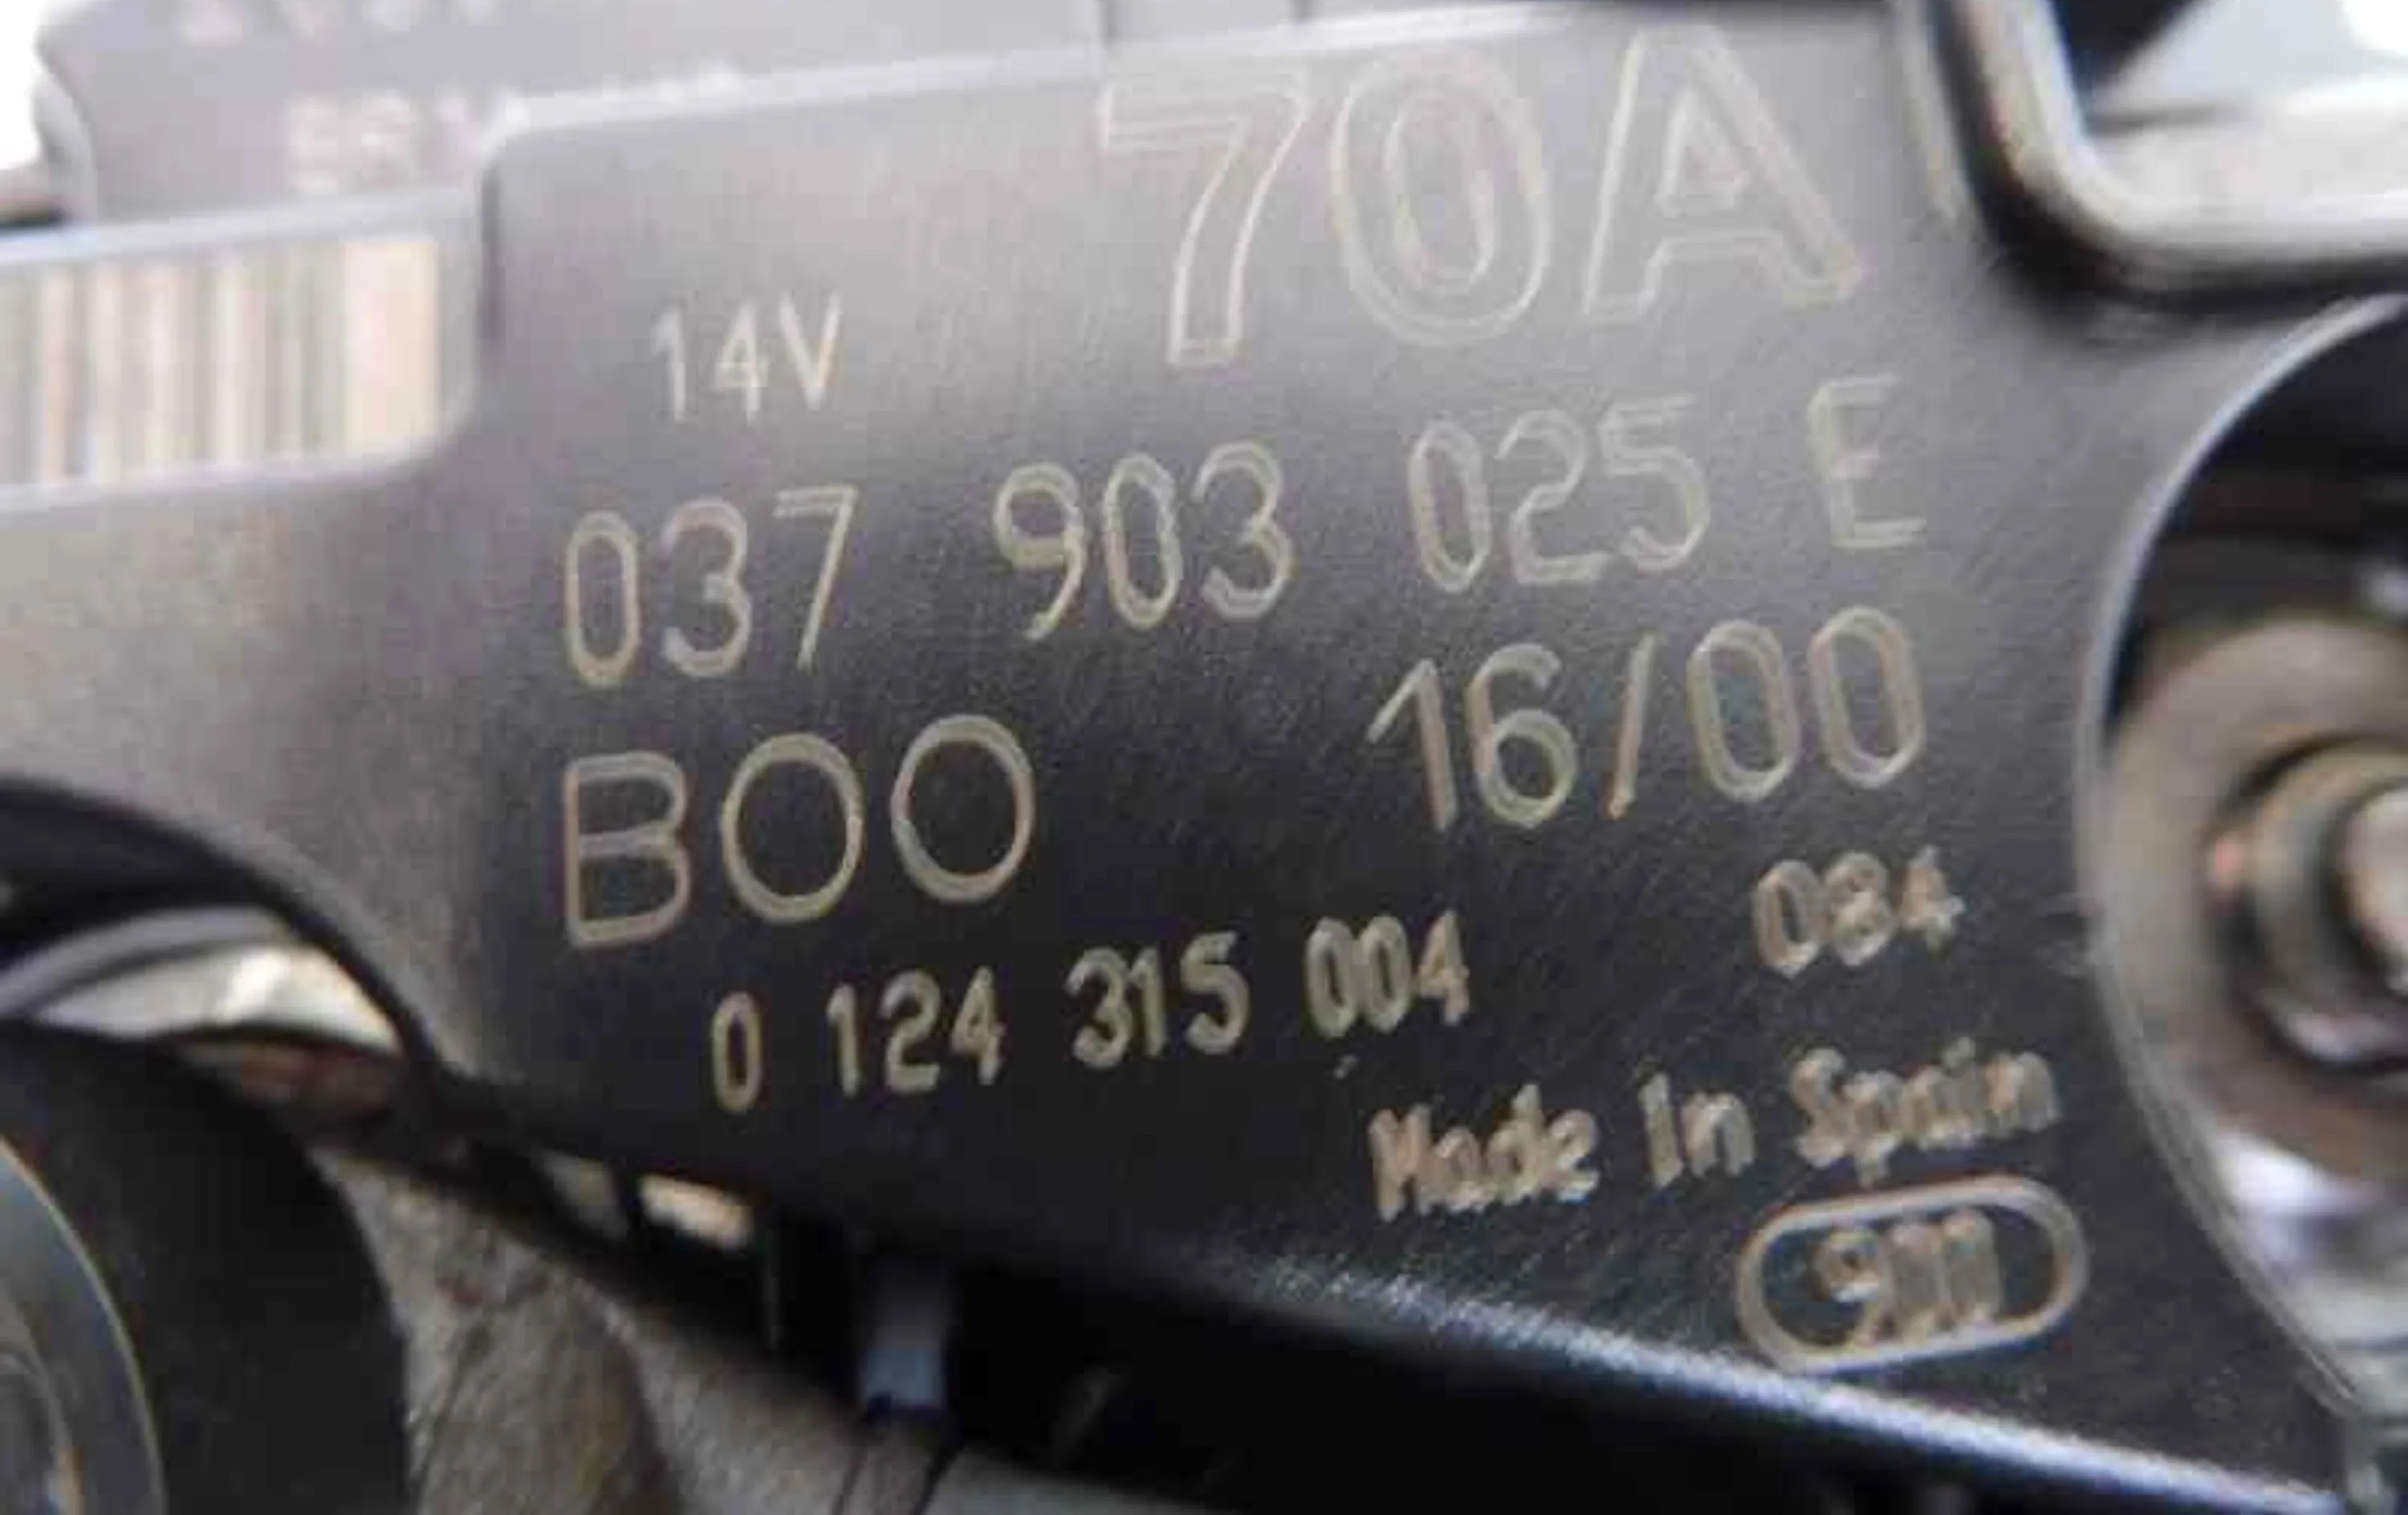 70A
14V
037 903 025 E
BOO 16/00
084
0 124 315 004
Made In Spain